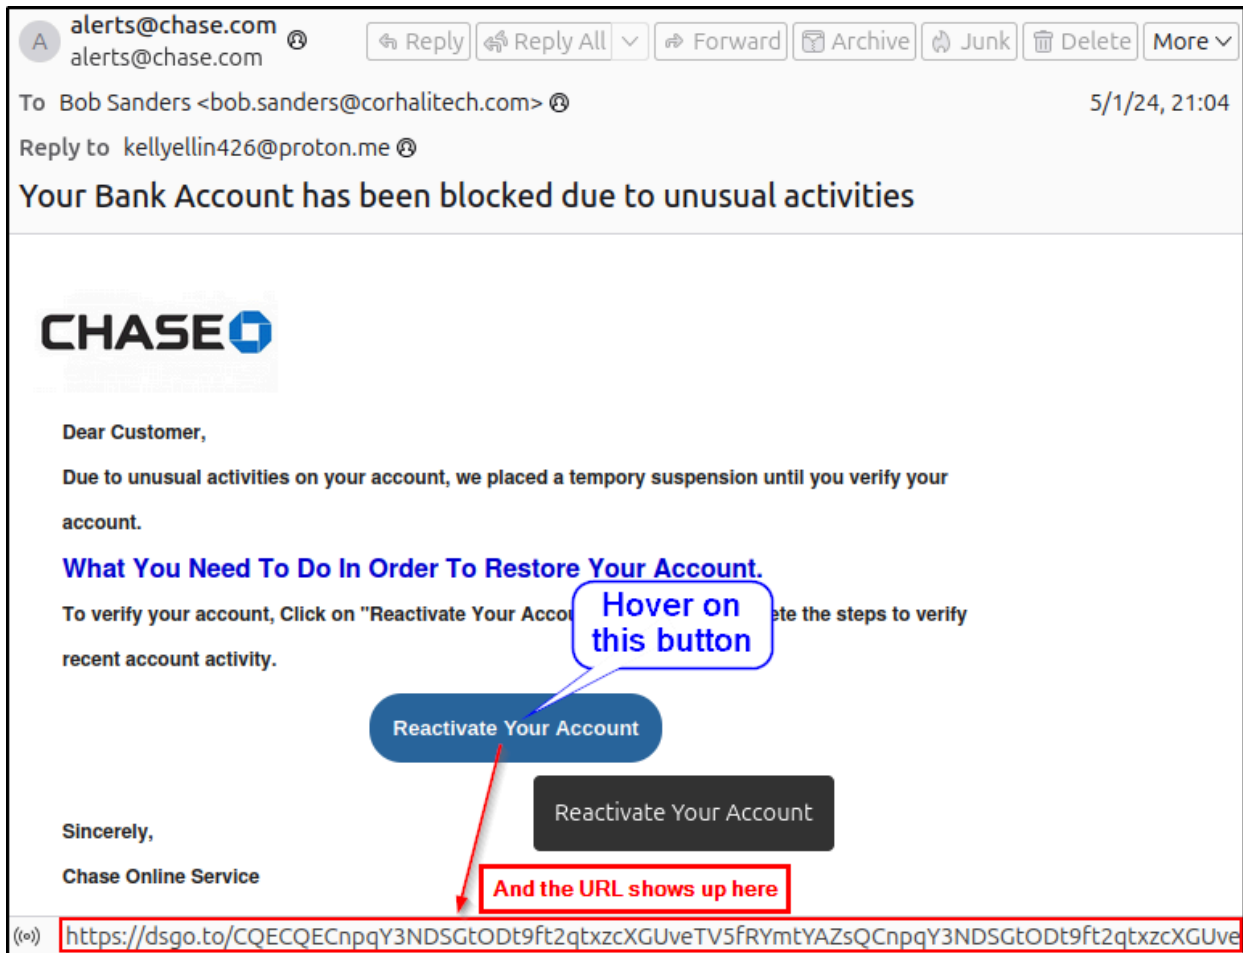 A alerts@chase.com
alerts@chase.com
Reply Reply All Forward Archive Junk Delete More
To Bob Sanders <bob.sanders@corhalitech.com> 5/1/24, 21:04
Reply to kellyellin426@proton.me
Your Bank Account has been blocked due to unusual activities
CHASE
Dear Customer,
Due to unusual activities on your account, we placed a tempory suspension until you verify your
account.
What You Need To Do In Order To Restore Your Account.
To verify your account, Click on "Reactivate Your Accou ete the steps to verify
Hover on
this button
recent account activity.
Reactivate Your Account
Reactivate Your Account
Sincerely,
Chase Online Service
And the URL shows up here
https://dsgo.to/CQECQECnpqY3NDSGtODt9ft2qtxzcXGUveTV5fRYmtYAZsQCnpqY3NDSGtODt9ft2qtxzcXGUve